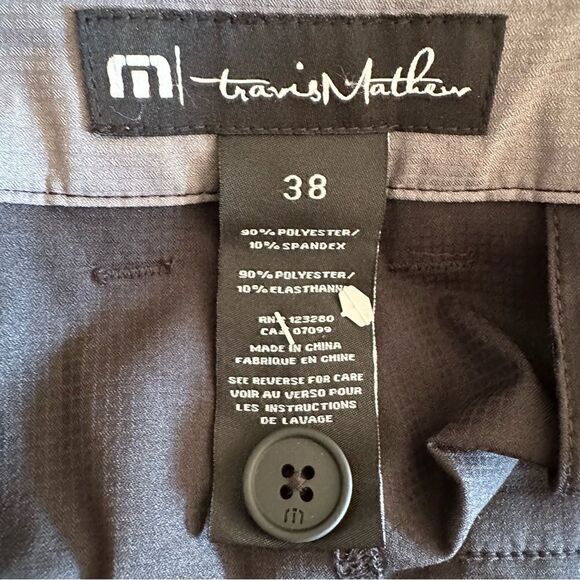 m travisMathew
38
90% POLYESTER/
10% SPANDEX
90% POLYESTER/
10% ELASTHANN
RN# 123280
CA# 07099
MADE IN CHINA
FABRIQUE EN CHINE
SEE REVERSE FOR CARE
VOIR AU VERSO POUR
LES INSTRUCTIONS
DE LAVAGE
m